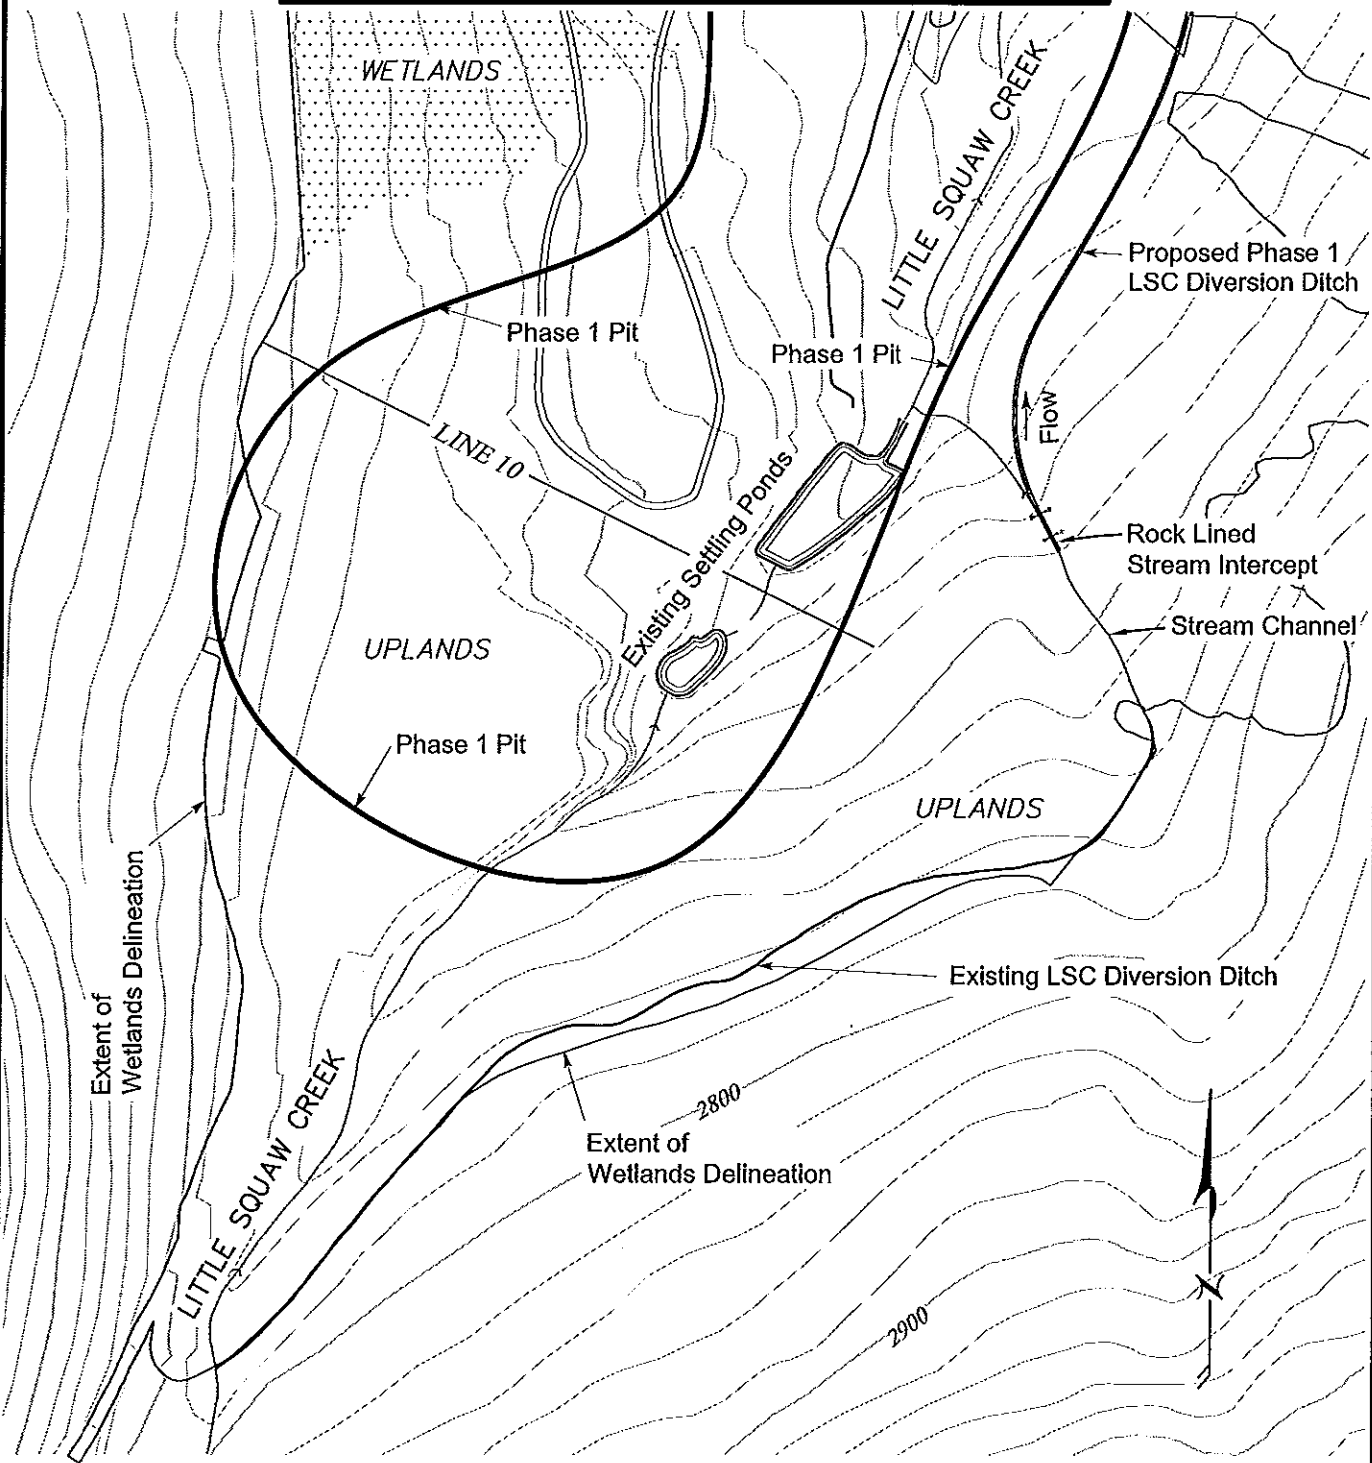 WETLANDS
LITTLE SQUAW CREEK
Proposed Phase 1
LSC Diversion Ditch
Phase 1 Pit
Phase 1 Pit
Flow
LINE 10
Existing Settling Ponds
Rock Lined
Stream Intercept
Stream Channel
UPLANDS
Phase 1 Pit
UPLANDS
Extent of
Wetlands Delineation
Existing LSC Diversion Ditch
LITTLE SQUAW CREEK
2800
Extent of
Wetlands Delineation
N
2900